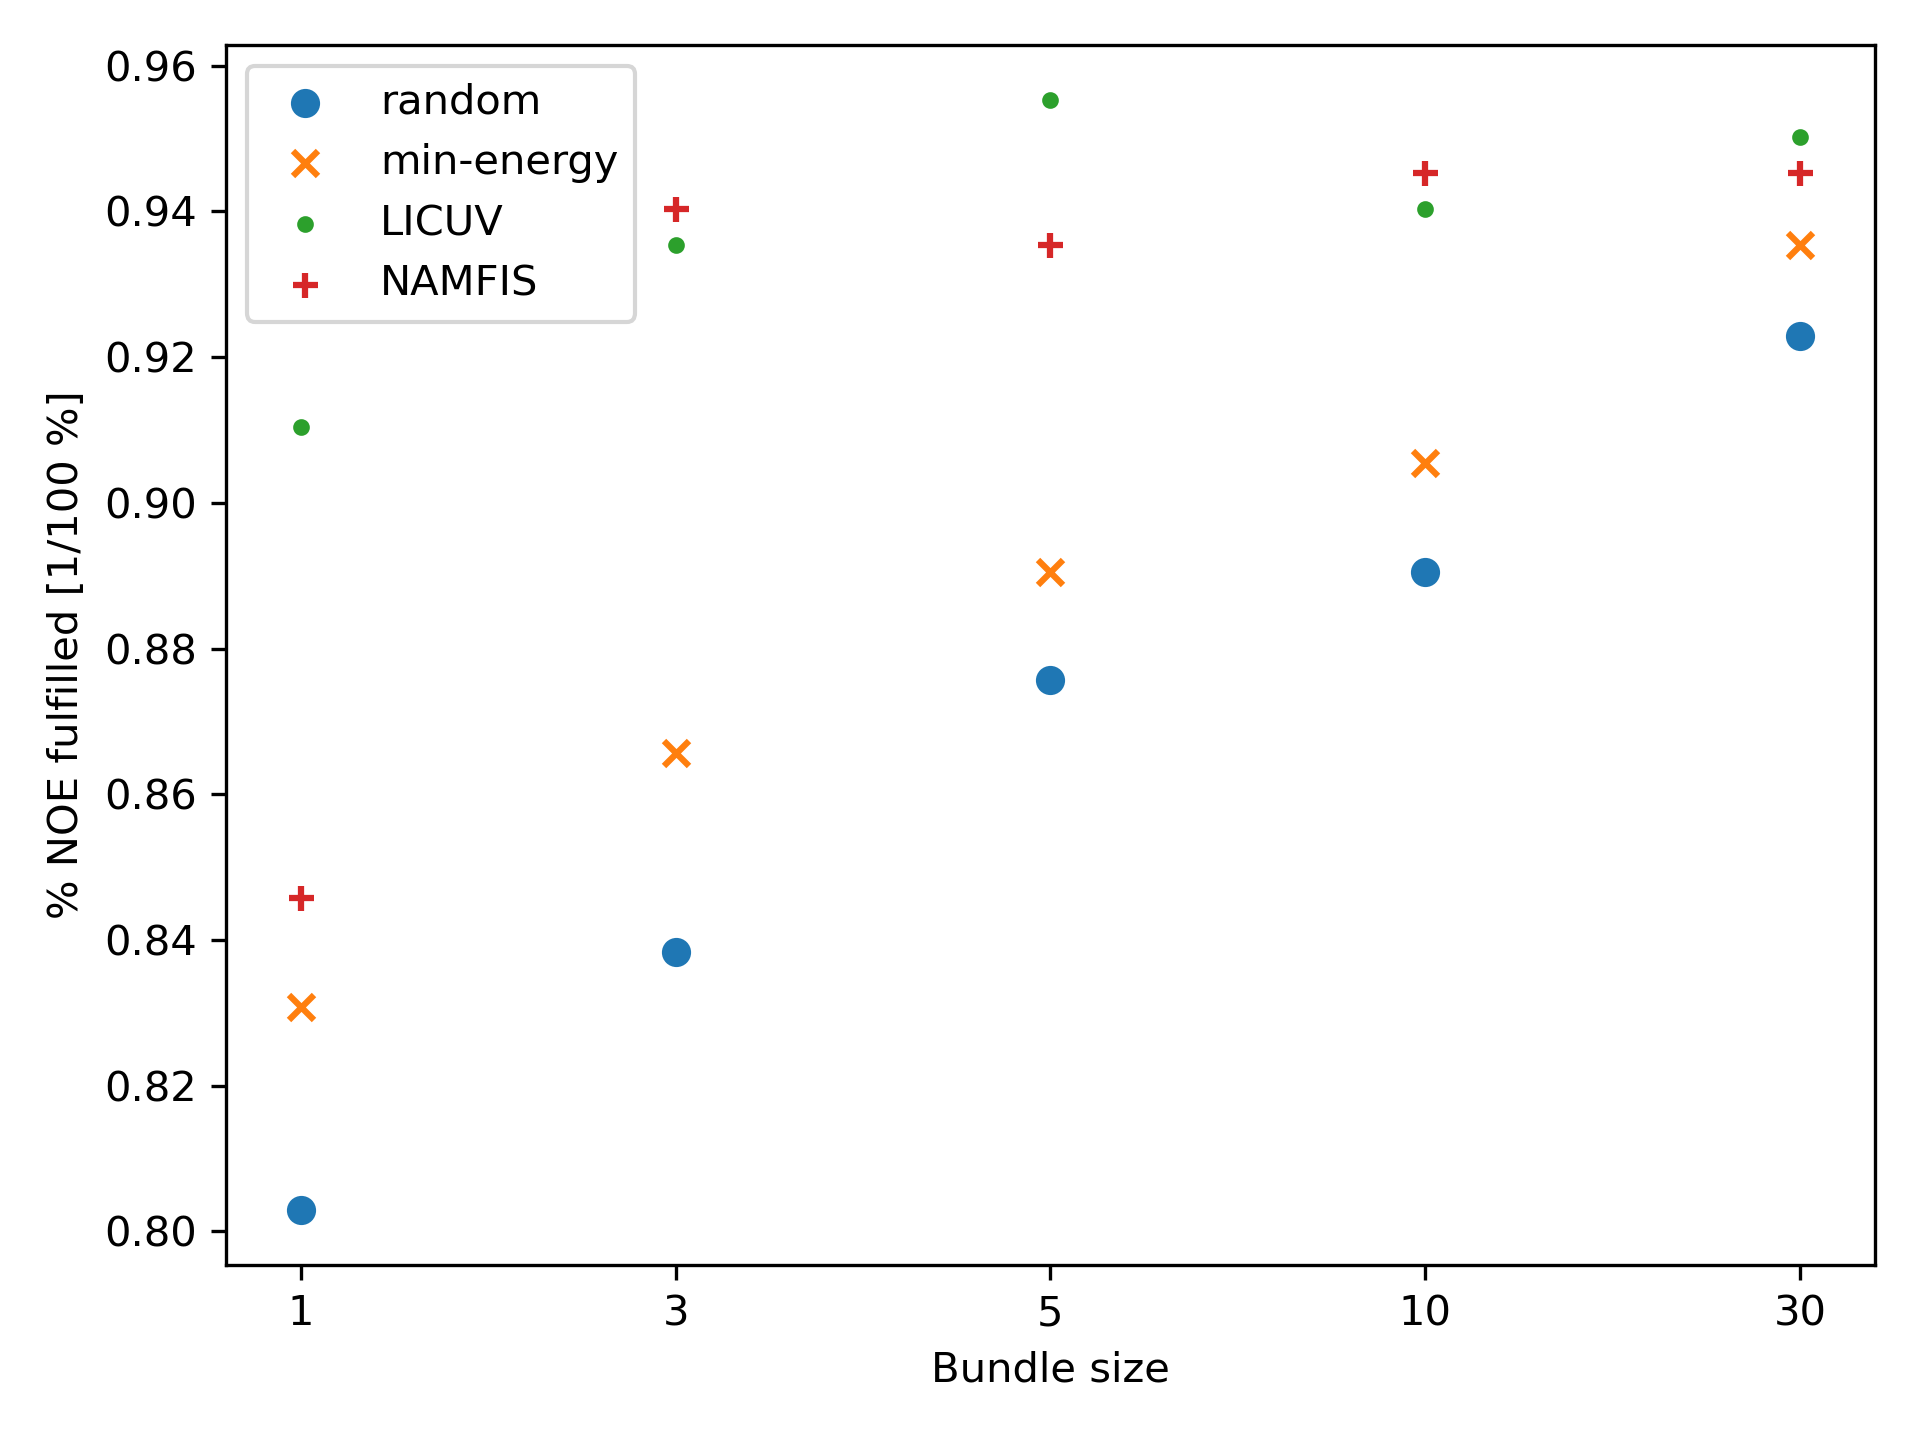 0.96
0.94
0.92
0.90
0.88
0.86
0.84
0.82
0.80
% NOE fulfilled [1/100 %]
random
min-energy
LICUV
NAMFIS
1 3 5 10 30
Bundle size